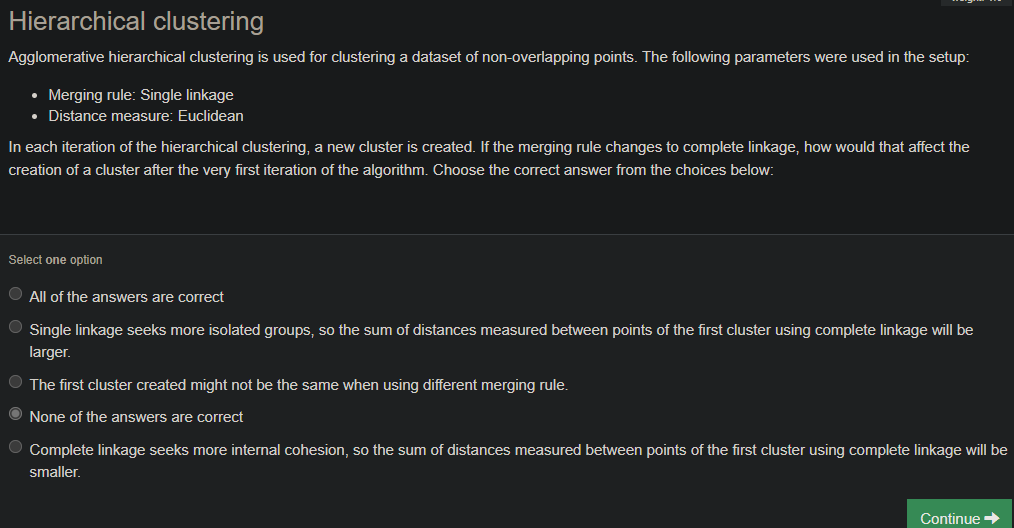 Hierarchical clustering
Agglomerative hierarchical clustering is used for clustering a dataset of non-overlapping points. The following parameters were used in the setup:
• Merging rule: Single linkage
• Distance measure: Euclidean
In each iteration of the hierarchical clustering, a new cluster is created. If the merging rule changes to complete linkage, how would that affect the
creation of a cluster after the very first iteration of the algorithm. Choose the correct answer from the choices below:
Select one option
All of the answers are correct
Single linkage seeks more isolated groups, so the sum of distances measured between points of the first cluster using complete linkage will be
larger.
The first cluster created might not be the same when using different merging rule.
None of the answers are correct
Complete linkage seeks more internal cohesion, so the sum of distances measured between points of the first cluster using complete linkage will be
smaller.
Continue ➔